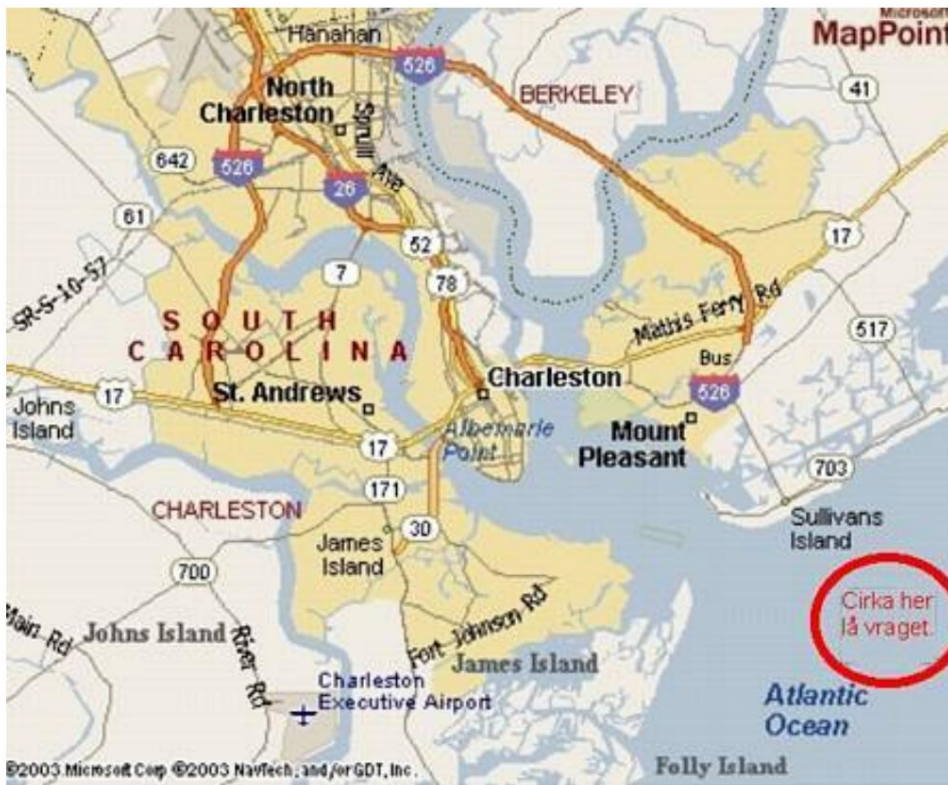 Microsoft
MapPoint
Hanahan
526
BERKELEY
41
North
Charleston
Spruill Ave
642
526
26
61
52
17
7
78
SR-S-10-57
Mathis Ferry Rd
517
SOUTH
CAROLINA
Bus
526
17
St. Andrews
Charleston
Johns
Island
Albemarle
Point
Mount
Pleasant
17
703
171
CHARLESTON
30
Sullivans
Island
James
Island
700
Cirka her
lå vraget.
Main Rd
Johns Island
River Rd
Fort Johnson Rd
James Island
Charleston
Executive Airport
Atlantic
Ocean
Folly Island
©2003 Microsoft Corp ©2003 NavTech, and/or GDT, Inc.